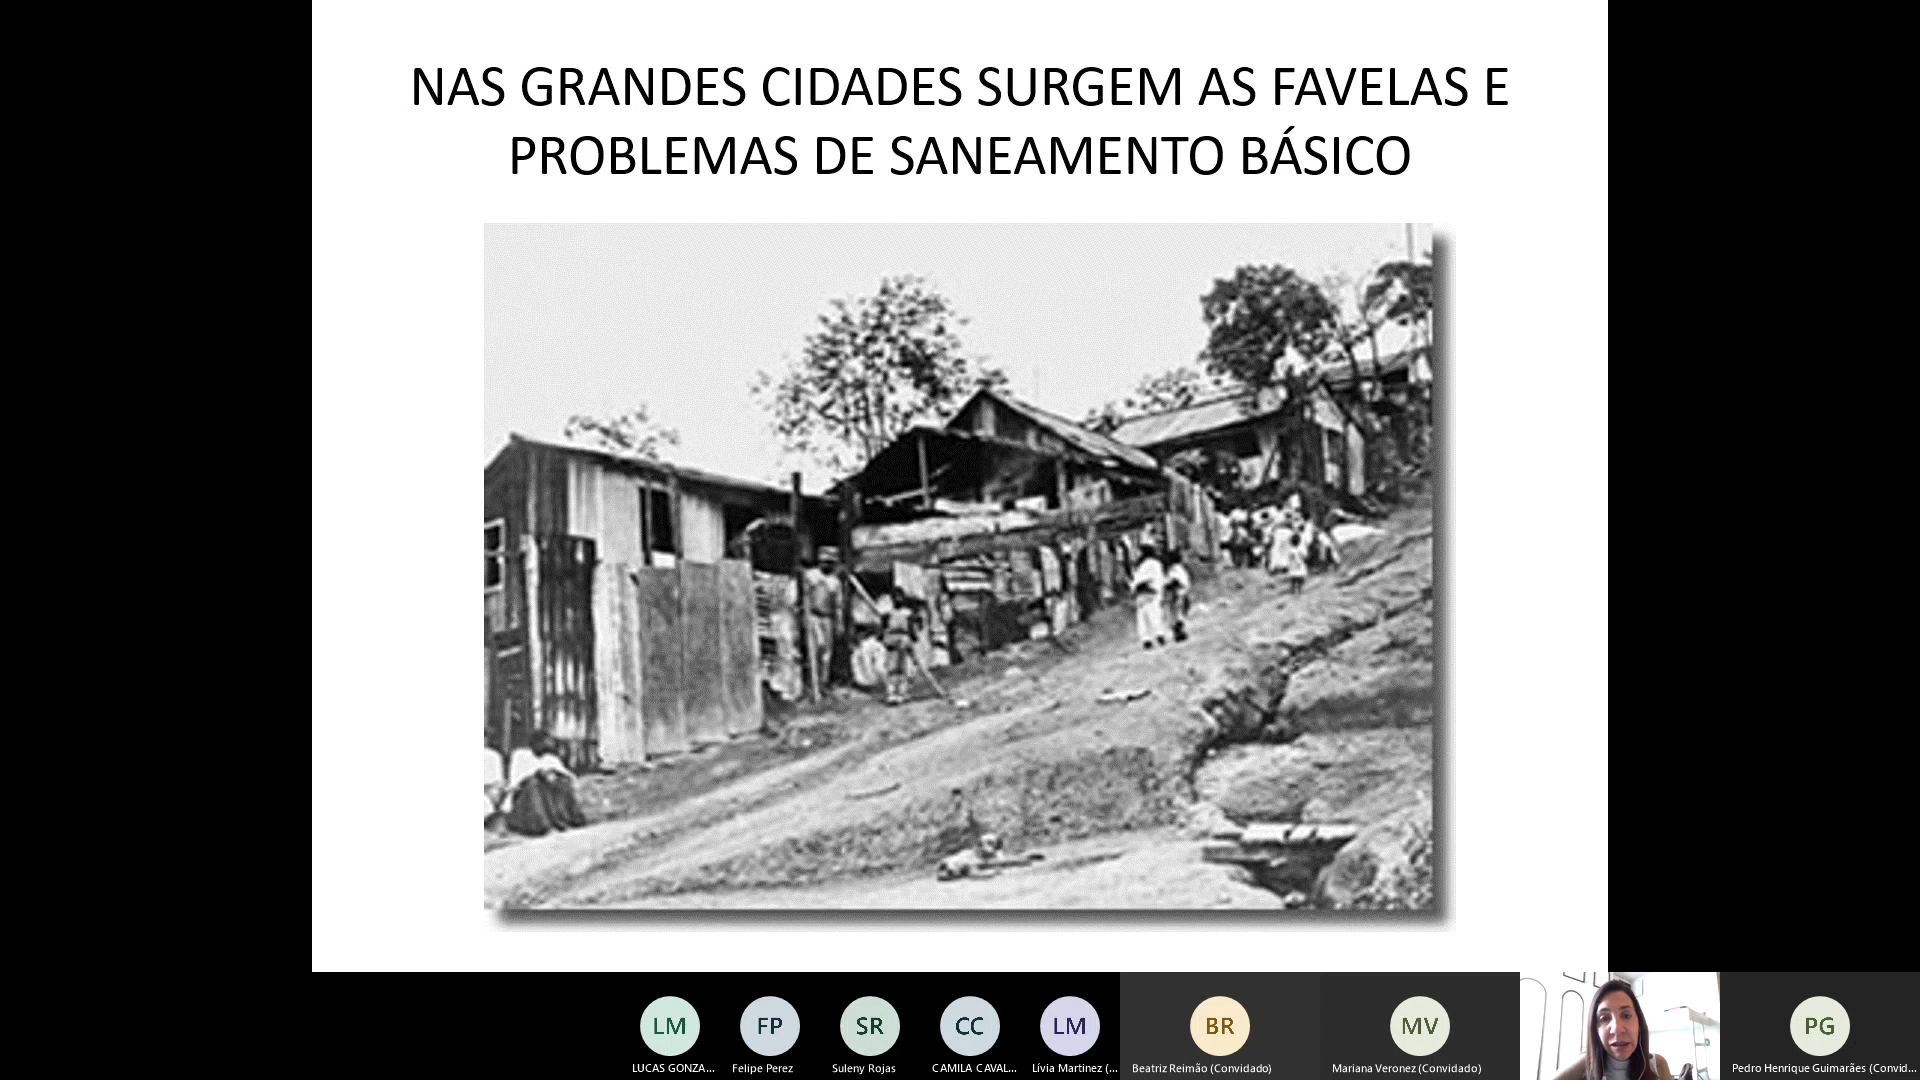 NAS GRANDES CIDADES SURGEM AS FAVELAS E
PROBLEMAS DE SANEAMENTO BÁSICO
LM
FP
SR
CC
LM
BR
MV
PG
LUCAS GONZA...
Felipe Perez
Suleny Rojas
CAMILA CAVAL...
Lívia Martinez (...
Beatriz Reimão (Convidado)
Mariana Veronez (Convidado)
Pedro Henrique Guimarães (Convid...